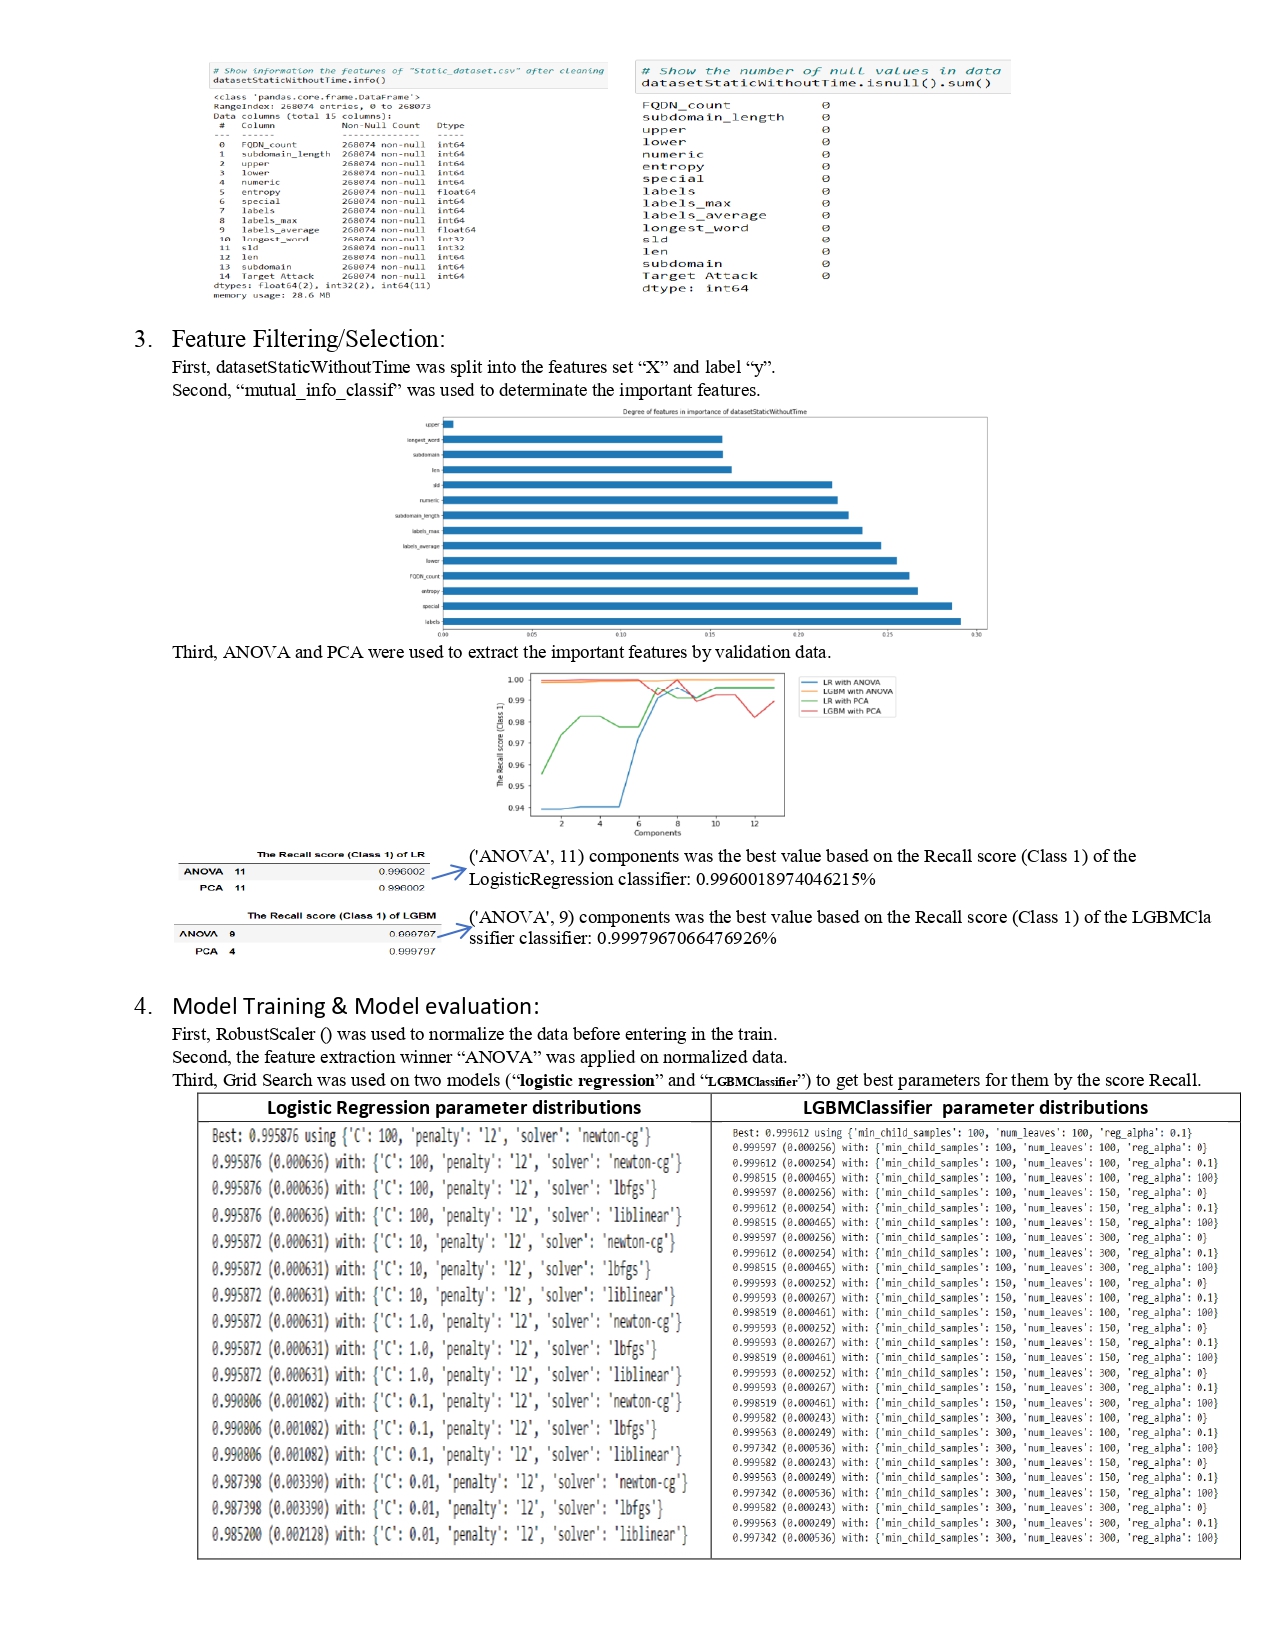 # Show information the features of "Static_dataset.csv" after cleaning
datasetStaticWithoutTime.info()
<class 'pandas.core.frame.DataFrame'>
RangeIndex: 268074 entries, 0 to 268073
Data columns (total 15 columns):
# Column Non-Null Count Dtype
--- ------ -------------- -----
0 FQDN_count 268074 non-null int64
1 subdomain_length 268074 non-null int64
2 upper 268074 non-null int64
3 lower 268074 non-null int64
4 numeric 268074 non-null int64
5 entropy 268074 non-null float64
6 special 268074 non-null int64
7 labels 268074 non-null int64
8 labels_max 268074 non-null int64
9 labels_average 268074 non-null float64
10 longest_word 268074 non-null int32
11 sld 268074 non-null int32
12 len 268074 non-null int64
13 subdomain 268074 non-null int64
14 Target Attack 268074 non-null int64
dtypes: float64(2), int32(2), int64(11)
memory usage: 28.6 MB
# Show the number of null values in data
datasetStaticWithoutTime.isnull().sum()
FQDN_count 0
subdomain_length 0
upper 0
lower 0
numeric 0
entropy 0
special 0
labels 0
labels_max 0
labels_average 0
longest_word 0
sld 0
len 0
subdomain 0
Target Attack 0
dtype: int64
3. Feature Filtering/Selection:
First, datasetStaticWithoutTime was split into the features set “X” and label “y”.
Second, “mutual_info_classif” was used to determinate the important features.
Degree of features in importance of datasetStaticWithoutTime
upper
longest_word
subdomain
len
sld
numeric
subdomain_length
labels_max
labels_average
lower
FQDN_count
entropy
special
labels
0.00 0.05 0.10 0.15 0.20 0.25 0.30
Third, ANOVA and PCA were used to extract the important features by validation data.
The Recall score (Class 1)
1.00
0.99
0.98
0.97
0.96
0.95
0.94
2 4 6 8 10 12
Components
LR with ANOVA
LGBM with ANOVA
LR with PCA
LGBM with PCA
The Recall score (Class 1) of LR
ANOVA 11 0.996002
PCA 11 0.996002
('ANOVA', 11) components was the best value based on the Recall score (Class 1) of the
LogisticRegression classifier: 0.9960018974046215%
The Recall score (Class 1) of LGBM
ANOVA 9 0.999797
PCA 4 0.999797
('ANOVA', 9) components was the best value based on the Recall score (Class 1) of the LGBMCla
ssifier classifier: 0.9997967066476926%
4. Model Training & Model evaluation:
First, RobustScaler () was used to normalize the data before entering in the train.
Second, the feature extraction winner “ANOVA” was applied on normalized data.
Third, Grid Search was used on two models (“logistic regression” and “LGBMClassifier”) to get best parameters for them by the score Recall.
Logistic Regression parameter distributions
Best: 0.995876 using {'C': 100, 'penalty': 'l2', 'solver': 'newton-cg'}
0.995876 (0.000636) with: {'C': 100, 'penalty': 'l2', 'solver': 'newton-cg'}
0.995876 (0.000636) with: {'C': 100, 'penalty': 'l2', 'solver': 'lbfgs'}
0.995876 (0.000636) with: {'C': 100, 'penalty': 'l2', 'solver': 'liblinear'}
0.995872 (0.000631) with: {'C': 10, 'penalty': 'l2', 'solver': 'newton-cg'}
0.995872 (0.000631) with: {'C': 10, 'penalty': 'l2', 'solver': 'lbfgs'}
0.995872 (0.000631) with: {'C': 10, 'penalty': 'l2', 'solver': 'liblinear'}
0.995872 (0.000631) with: {'C': 1.0, 'penalty': 'l2', 'solver': 'newton-cg'}
0.995872 (0.000631) with: {'C': 1.0, 'penalty': 'l2', 'solver': 'lbfgs'}
0.995872 (0.000631) with: {'C': 1.0, 'penalty': 'l2', 'solver': 'liblinear'}
0.990806 (0.001082) with: {'C': 0.1, 'penalty': 'l2', 'solver': 'newton-cg'}
0.990806 (0.001082) with: {'C': 0.1, 'penalty': 'l2', 'solver': 'lbfgs'}
0.990806 (0.001082) with: {'C': 0.1, 'penalty': 'l2', 'solver': 'liblinear'}
0.987398 (0.003390) with: {'C': 0.01, 'penalty': 'l2', 'solver': 'newton-cg'}
0.987398 (0.003390) with: {'C': 0.01, 'penalty': 'l2', 'solver': 'lbfgs'}
0.985200 (0.002128) with: {'C': 0.01, 'penalty': 'l2', 'solver': 'liblinear'}
LGBMClassifier parameter distributions
Best: 0.999612 using {'min_child_samples': 100, 'num_leaves': 100, 'reg_alpha': 0.1}
0.999597 (0.000256) with: {'min_child_samples': 100, 'num_leaves': 100, 'reg_alpha': 0}
0.999612 (0.000254) with: {'min_child_samples': 100, 'num_leaves': 100, 'reg_alpha': 0.1}
0.998515 (0.000465) with: {'min_child_samples': 100, 'num_leaves': 100, 'reg_alpha': 100}
0.999597 (0.000256) with: {'min_child_samples': 100, 'num_leaves': 150, 'reg_alpha': 0}
0.999612 (0.000254) with: {'min_child_samples': 100, 'num_leaves': 150, 'reg_alpha': 0.1}
0.998515 (0.000465) with: {'min_child_samples': 100, 'num_leaves': 150, 'reg_alpha': 100}
0.999597 (0.000256) with: {'min_child_samples': 100, 'num_leaves': 300, 'reg_alpha': 0}
0.999612 (0.000254) with: {'min_child_samples': 100, 'num_leaves': 300, 'reg_alpha': 0.1}
0.998515 (0.000465) with: {'min_child_samples': 100, 'num_leaves': 300, 'reg_alpha': 100}
0.999593 (0.000252) with: {'min_child_samples': 150, 'num_leaves': 100, 'reg_alpha': 0}
0.999593 (0.000267) with: {'min_child_samples': 150, 'num_leaves': 100, 'reg_alpha': 0.1}
0.998519 (0.000461) with: {'min_child_samples': 150, 'num_leaves': 100, 'reg_alpha': 100}
0.999593 (0.000252) with: {'min_child_samples': 150, 'num_leaves': 150, 'reg_alpha': 0}
0.999593 (0.000267) with: {'min_child_samples': 150, 'num_leaves': 150, 'reg_alpha': 0.1}
0.998519 (0.000461) with: {'min_child_samples': 150, 'num_leaves': 150, 'reg_alpha': 100}
0.999593 (0.000252) with: {'min_child_samples': 150, 'num_leaves': 300, 'reg_alpha': 0}
0.999593 (0.000267) with: {'min_child_samples': 150, 'num_leaves': 300, 'reg_alpha': 0.1}
0.998519 (0.000461) with: {'min_child_samples': 150, 'num_leaves': 300, 'reg_alpha': 100}
0.999582 (0.000243) with: {'min_child_samples': 300, 'num_leaves': 100, 'reg_alpha': 0}
0.999563 (0.000249) with: {'min_child_samples': 300, 'num_leaves': 100, 'reg_alpha': 0.1}
0.997342 (0.000536) with: {'min_child_samples': 300, 'num_leaves': 100, 'reg_alpha': 100}
0.999582 (0.000243) with: {'min_child_samples': 300, 'num_leaves': 150, 'reg_alpha': 0}
0.999563 (0.000249) with: {'min_child_samples': 300, 'num_leaves': 150, 'reg_alpha': 0.1}
0.997342 (0.000536) with: {'min_child_samples': 300, 'num_leaves': 150, 'reg_alpha': 100}
0.999582 (0.000243) with: {'min_child_samples': 300, 'num_leaves': 300, 'reg_alpha': 0}
0.999563 (0.000249) with: {'min_child_samples': 300, 'num_leaves': 300, 'reg_alpha': 0.1}
0.997342 (0.000536) with: {'min_child_samples': 300, 'num_leaves': 300, 'reg_alpha': 100}